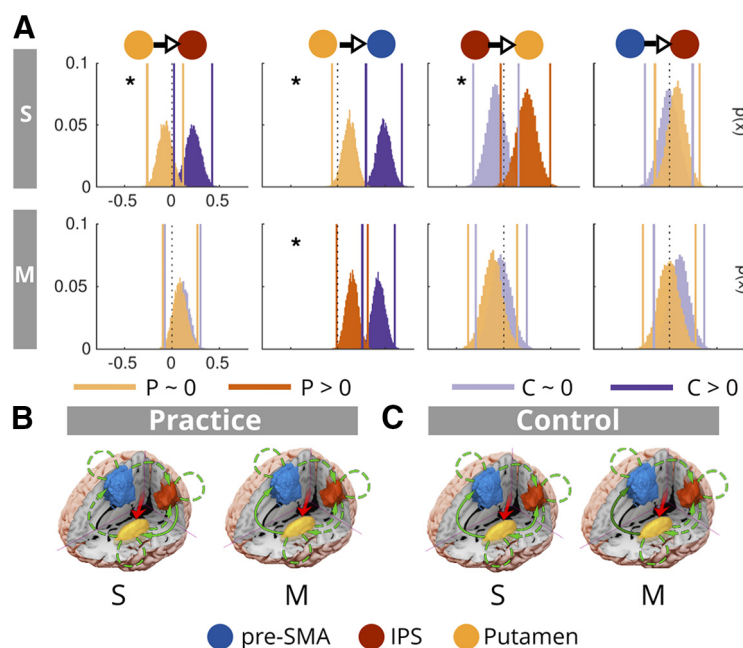 A
S
0.1
0.05
0
-0.5 0 0.5
* * *
p(x)
M
0.1
0.05
0
-0.5 0 0.5
*
p(x)
P ~ 0 P > 0 C ~ 0 C > 0
B Practice C Control
S M S M
pre-SMA IPS Putamen